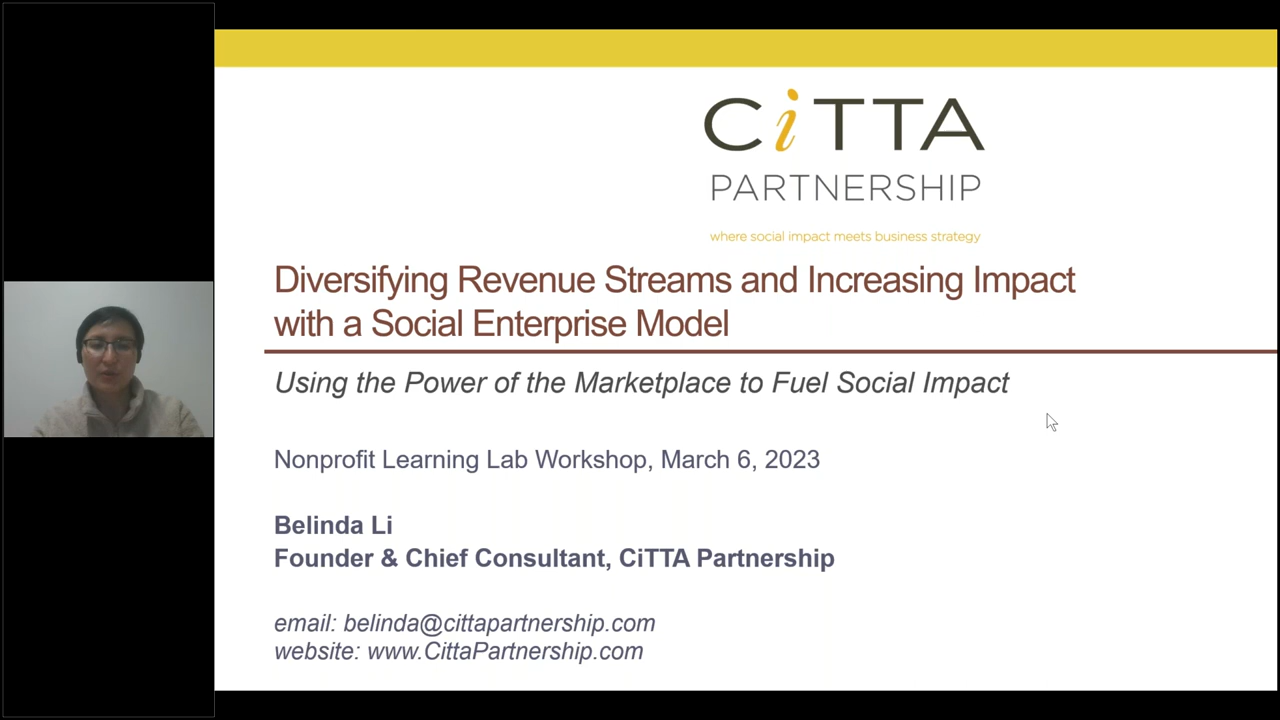 CiTTA
PARTNERSHIP
where social impact meets business strategy
Diversifying Revenue Streams and Increasing Impact
with a Social Enterprise Model
Using the Power of the Marketplace to Fuel Social Impact
Nonprofit Learning Lab Workshop, March 6, 2023
Belinda Li
Founder & Chief Consultant, CiTTA Partnership
email: belinda@cittapartnership.com
website: www.CittaPartnership.com